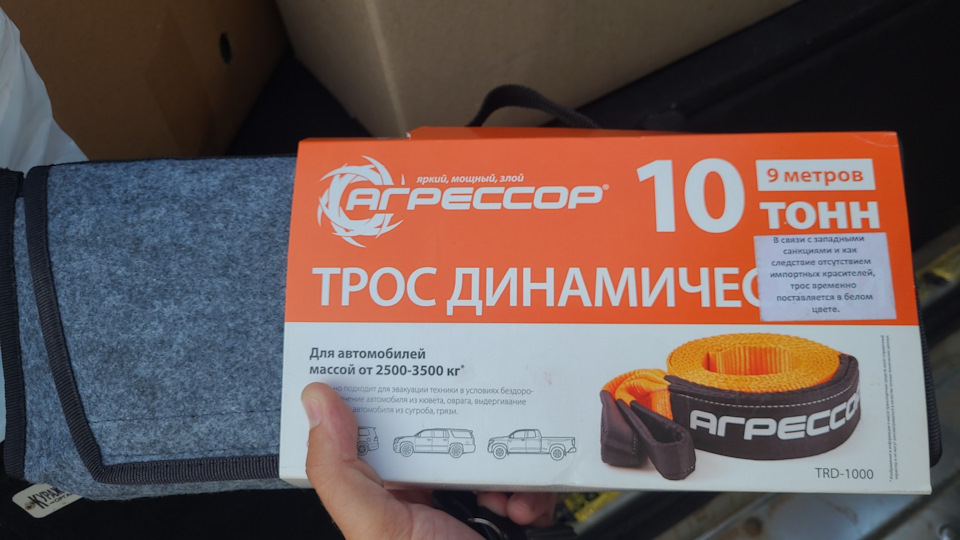 яркий, мощный, злой
АГРЕССОР®
10
9 метров
тонн
ТРОС ДИНАМИЧЕС
В связи с западными
санкциями и как
следствие отсутствием
импортных красителей,
трос временно
поставляется в белом
цвете.
Для автомобилей
массой от 2500-3500 кг*
подходит для эвакуации техники в условиях бездоро-
автомобиля из кювета, оврага, выдергивание
автомобиля из сугроба, грязи.
АГРЕССОР
TRD-1000